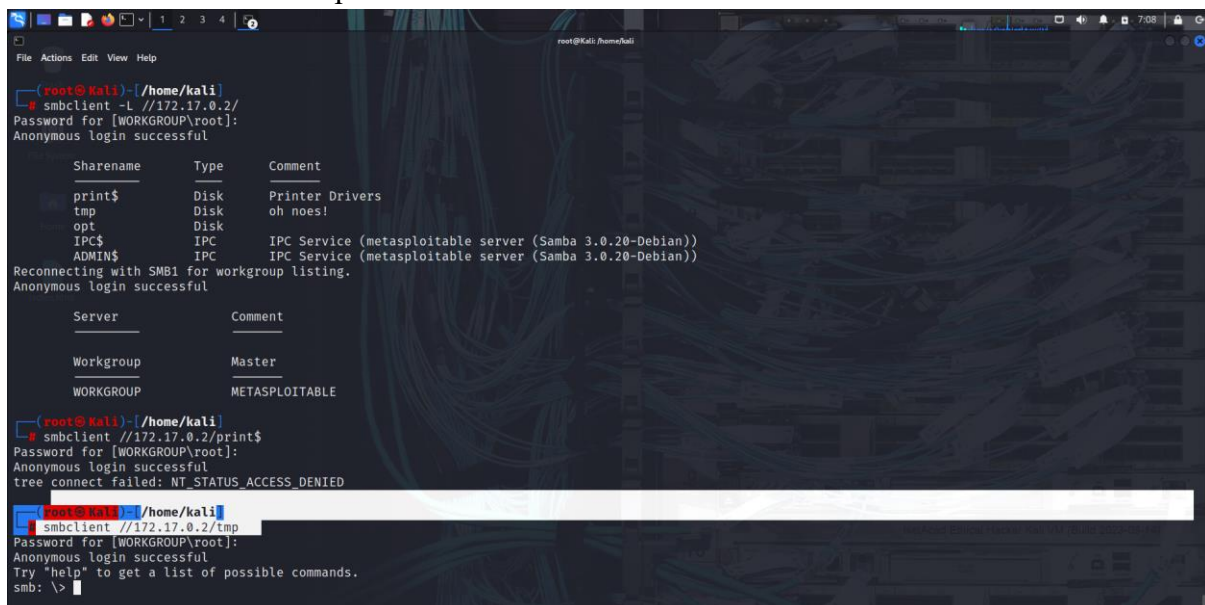 1 2 3 4
7:08
root@Kali: /home/kali
File Actions Edit View Help
(root㉿Kali)-[/home/kali]
# smbclient -L //172.17.0.2/
Password for [WORKGROUP\root]:
Anonymous login successful
Sharename Type Comment
print$ Disk Printer Drivers
tmp Disk oh noes!
opt Disk
IPC$ IPC IPC Service (metasploitable server (Samba 3.0.20-Debian))
ADMIN$ IPC IPC Service (metasploitable server (Samba 3.0.20-Debian))
Reconnecting with SMB1 for workgroup listing.
Anonymous login successful
Server Comment
Workgroup Master
WORKGROUP METASPLOITABLE
(root㉿Kali)-[/home/kali]
# smbclient //172.17.0.2/print$
Password for [WORKGROUP\root]:
Anonymous login successful
tree connect failed: NT_STATUS_ACCESS_DENIED
(root㉿Kali)-[/home/kali]
# smbclient //172.17.0.2/tmp
Password for [WORKGROUP\root]:
Anonymous login successful
Try "help" to get a list of possible commands.
smb: \>